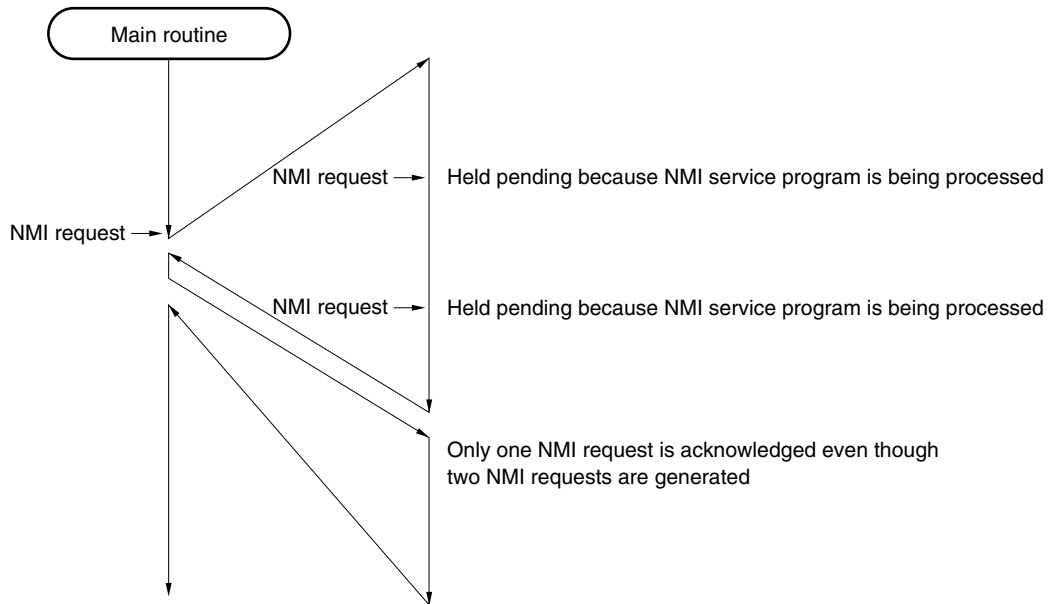 Main routine
NMI request
Held pending because NMI service program is being processed
NMI request
NMI request
Held pending because NMI service program is being processed
Only one NMI request is acknowledged even though
two NMI requests are generated